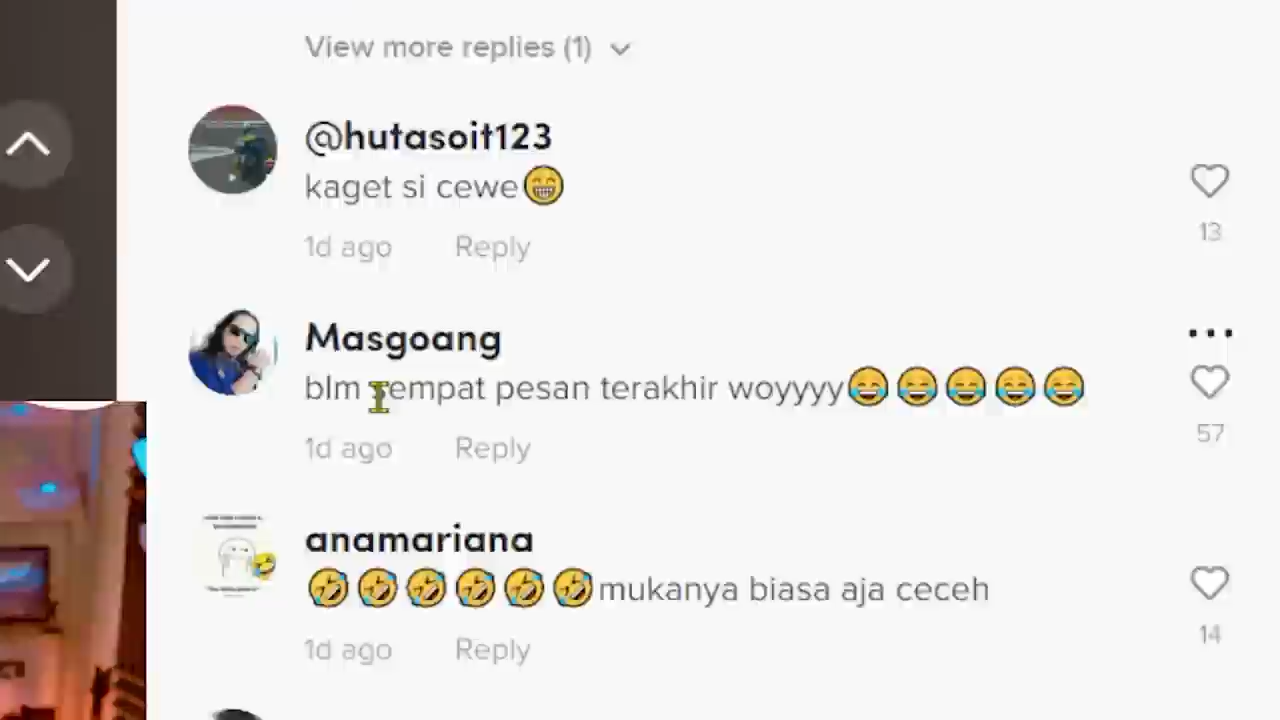 View more replies (1)
@hutasoit123
kaget si cewe😁
13
1d ago Reply
Masgoang
blm sempat pesan terakhir woyyyy😂😂😂😂😂
57
1d ago Reply
anamariana
🤣🤣🤣🤣🤣🤣mukanya biasa aja ceceh
14
1d ago Reply